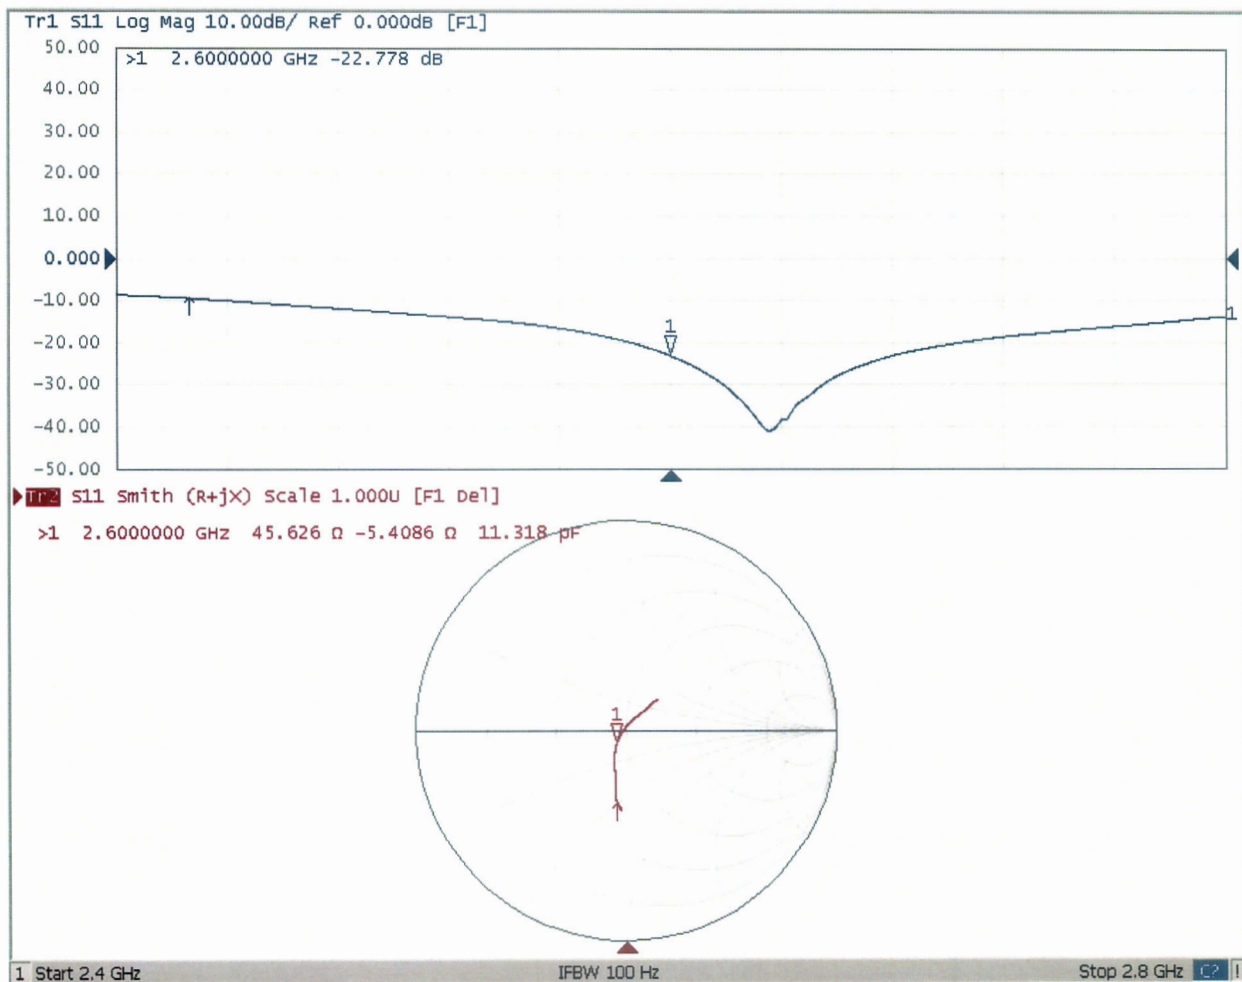 Tr1 S11 Log Mag 10.00dB/ Ref 0.000dB [F1]
50.00
>1 2.6000000 GHz -22.778 dB
40.00
30.00
20.00
10.00
0.000
-10.00
1
1
-20.00
-30.00
-40.00
-50.00
Tr2 S11 Smith (R+jX) Scale 1.000U [F1 Del]
>1 2.6000000 GHz 45.626 Ω -5.4086 Ω 11.318 pF
1
1 Start 2.4 GHz IFBW 100 Hz Stop 2.8 GHz C? !